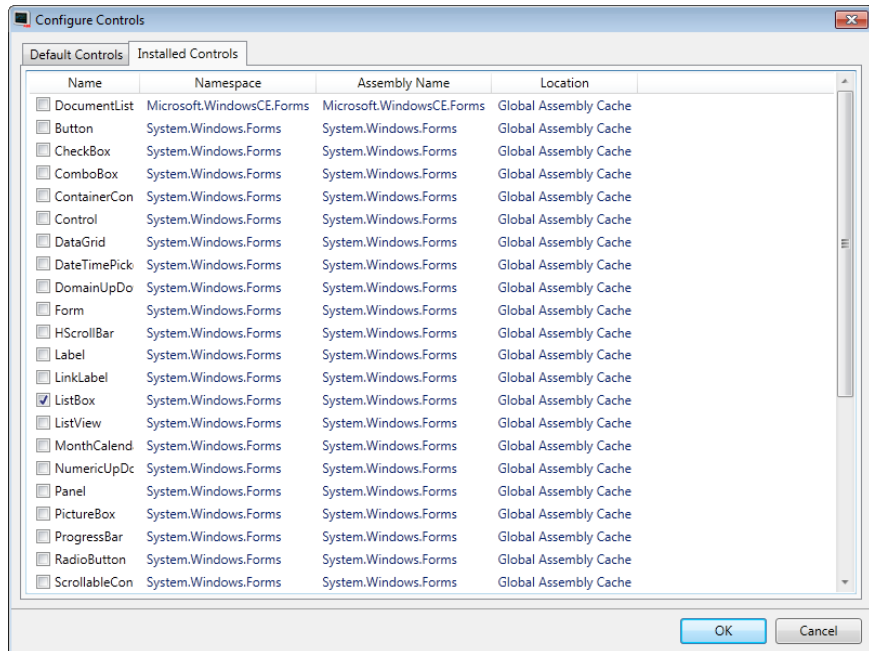 Configure Controls
Default Controls Installed Controls
Name Namespace Assembly Name Location
DocumentList Microsoft.WindowsCE.Forms Microsoft.WindowsCE.Forms Global Assembly Cache
Button System.Windows.Forms System.Windows.Forms Global Assembly Cache
CheckBox System.Windows.Forms System.Windows.Forms Global Assembly Cache
ComboBox System.Windows.Forms System.Windows.Forms Global Assembly Cache
ContainerCon System.Windows.Forms System.Windows.Forms Global Assembly Cache
Control System.Windows.Forms System.Windows.Forms Global Assembly Cache
DataGrid System.Windows.Forms System.Windows.Forms Global Assembly Cache
DateTimePick System.Windows.Forms System.Windows.Forms Global Assembly Cache
DomainUpDo System.Windows.Forms System.Windows.Forms Global Assembly Cache
Form System.Windows.Forms System.Windows.Forms Global Assembly Cache
HScrollBar System.Windows.Forms System.Windows.Forms Global Assembly Cache
Label System.Windows.Forms System.Windows.Forms Global Assembly Cache
LinkLabel System.Windows.Forms System.Windows.Forms Global Assembly Cache
ListBox System.Windows.Forms System.Windows.Forms Global Assembly Cache
ListView System.Windows.Forms System.Windows.Forms Global Assembly Cache
MonthCalend System.Windows.Forms System.Windows.Forms Global Assembly Cache
NumericUpDo System.Windows.Forms System.Windows.Forms Global Assembly Cache
Panel System.Windows.Forms System.Windows.Forms Global Assembly Cache
PictureBox System.Windows.Forms System.Windows.Forms Global Assembly Cache
ProgressBar System.Windows.Forms System.Windows.Forms Global Assembly Cache
RadioButton System.Windows.Forms System.Windows.Forms Global Assembly Cache
ScrollableCon System.Windows.Forms System.Windows.Forms Global Assembly Cache
OK Cancel